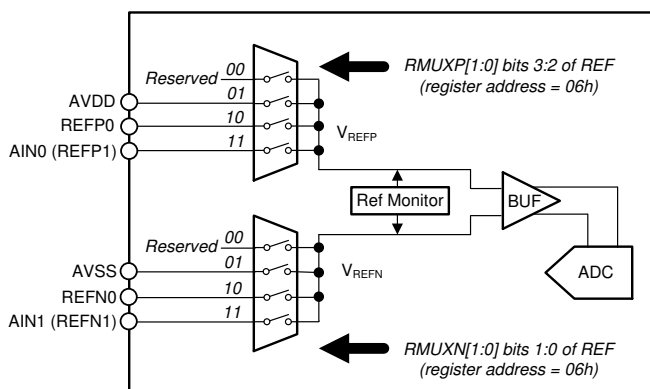 RMUXP[1:0] bits 3:2 of REF
(register address = 06h)
Reserved 00
AVDD 01
REFP0 10
AIN0 (REFP1) 11
VREFP
Ref Monitor
BUF
ADC
Reserved 00
AVSS 01
REFN0 10
AIN1 (REFN1) 11
VREFN
RMUXN[1:0] bits 1:0 of REF
(register address = 06h)